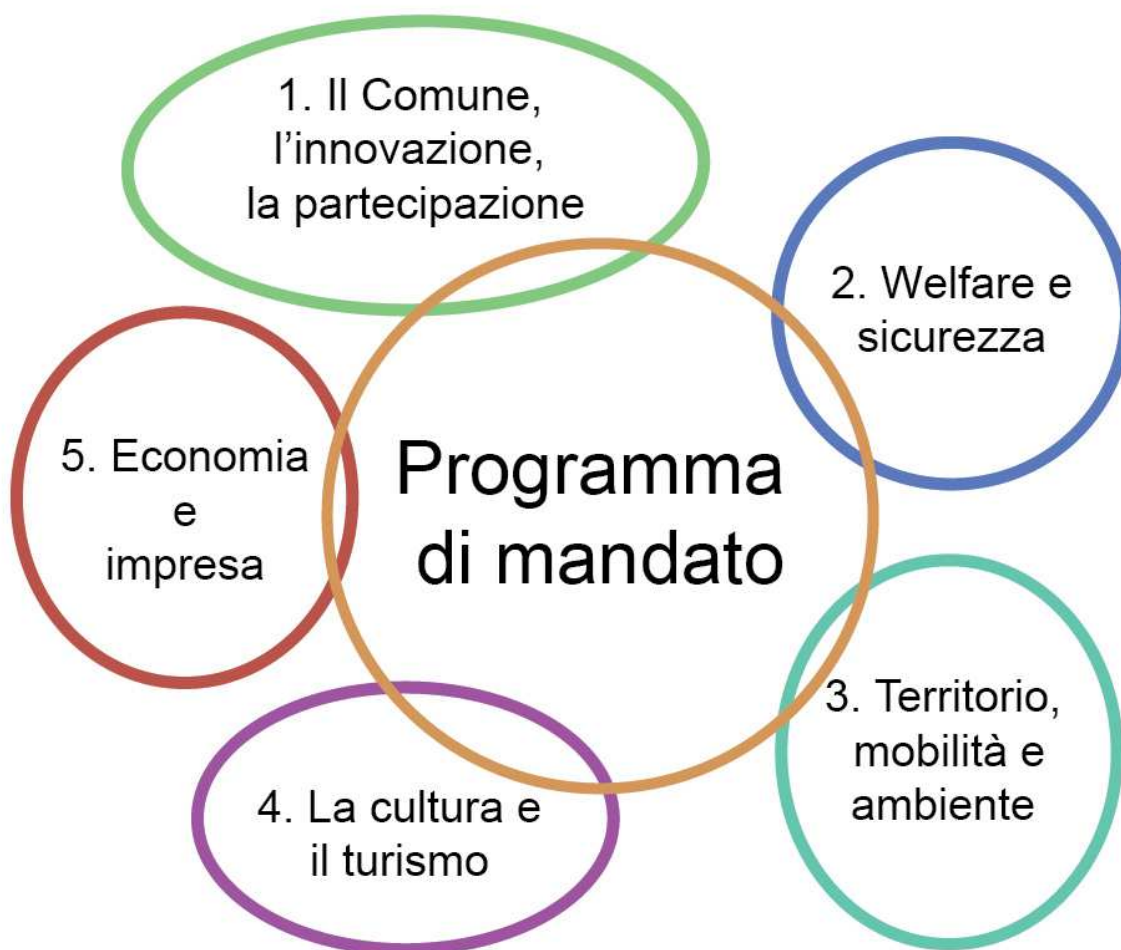 1. Il Comune,
l’innovazione,
la partecipazione
2. Welfare e
sicurezza
5. Economia
e
impresa
Programma
di mandato
3. Territorio,
mobilità e
ambiente
4. La cultura e
il turismo